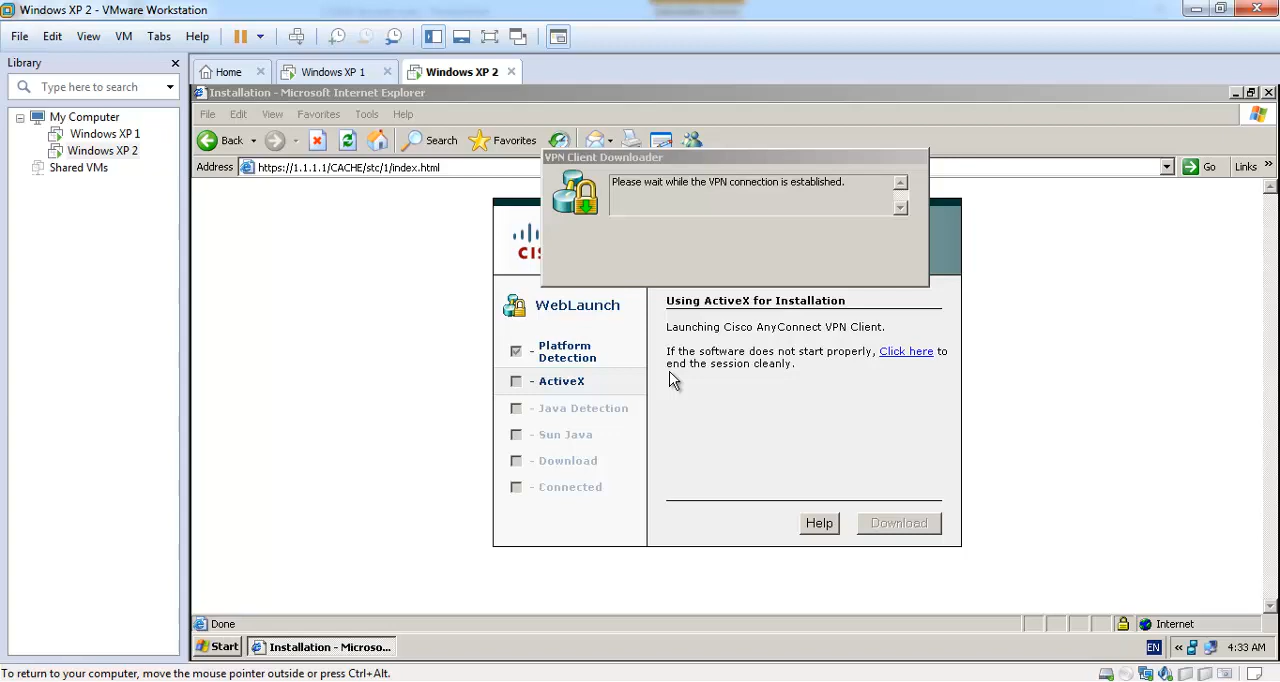 Windows XP 2 - VMware Workstation
File Edit View VM Tabs Help
Library
Type here to search
My Computer
Windows XP 1
Windows XP 2
Shared VMs
Home Windows XP 1 Windows XP 2
Installation - Microsoft Internet Explorer
File Edit View Favorites Tools Help
Back Search Favorites
Address https://1.1.1.1/CACHE/stc/1/index.html Go Links »
VPN Client Downloader
Please wait while the VPN connection is established.
WebLaunch
- Platform
Detection
- ActiveX
- Java Detection
- Sun Java
- Download
- Connected
Using ActiveX for Installation
Launching Cisco AnyConnect VPN Client.
If the software does not start properly, Click here to
end the session cleanly.
Help Download
Done Internet
Start Installation - Microso... EN « 4:33 AM
To return to your computer, move the mouse pointer outside or press Ctrl+Alt.